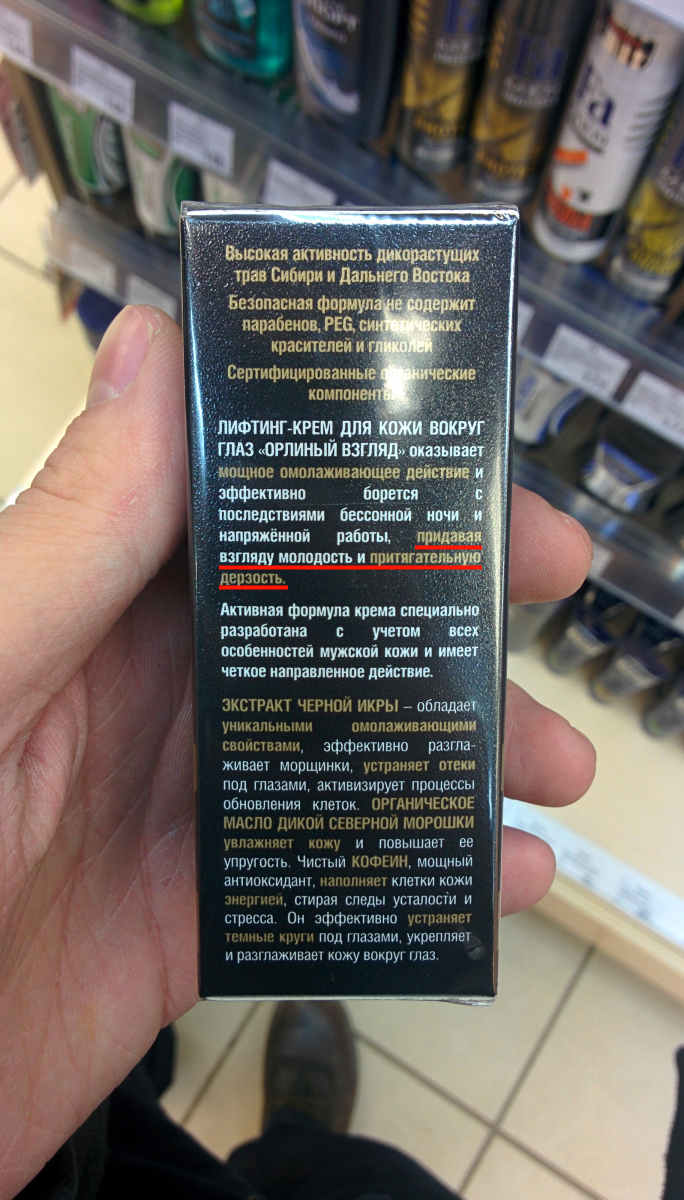 Высокая активность дикорастущих
трав Сибири и Дальнего Востока
Безопасная формула не содержит
парабенов, PEG, синтетических
красителей и гликолей
Сертифицированные органические
компоненты
ЛИФТИНГ-КРЕМ ДЛЯ КОЖИ ВОКРУГ
ГЛАЗ «ОРЛИНЫЙ ВЗГЛЯД» оказывает
мощное омолаживающее действие и
эффективно борется с
последствиями бессонной ночи и
напряжённой работы, придавая
взгляду молодость и притягательную
дерзость.
Активная формула крема специально
разработана с учетом всех
особенностей мужской кожи и имеет
четкое направленное действие.
ЭКСТРАКТ ЧЕРНОЙ ИКРЫ – обладает
уникальными омолаживающими
свойствами, эффективно разгла-
живает морщинки, устраняет отеки
под глазами, активизирует процессы
обновления клеток. ОРГАНИЧЕСКОЕ
МАСЛО ДИКОЙ СЕВЕРНОЙ МОРОШКИ
увлажняет кожу и повышает ее
упругость. Чистый КОФЕИН, мощный
антиоксидант, наполняет клетки кожи
энергией, стирая следы усталости и
стресса. Он эффективно устраняет
темные круги под глазами, укрепляет
и разглаживает кожу вокруг глаз.